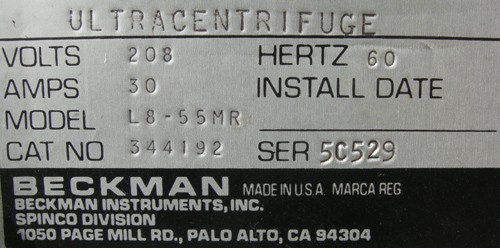 ULTRACENTRIFUGE
VOLTS 208 HERTZ 60
AMPS 30 INSTALL DATE
MODEL L8-55MR
CAT NO 344192 SER 5C529
BECKMAN MADE IN U.S.A. MARCA REG
BECKMAN INSTRUMENTS, INC.
SPINCO DIVISION
1050 PAGE MILL RD., PALO ALTO, CA 94304